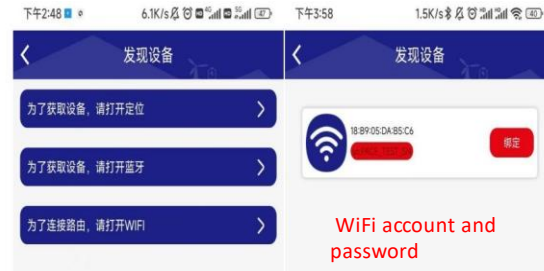 下午2:48 6.1K/s 47
发现设备
为了获取设备，请打开定位
为了获取设备，请打开蓝牙
为了连接路由，请打开WIFI
下午3:58 1.5K/s 40
发现设备
18:B9:05:DA:B5:C6
绑定
WiFi account and
password